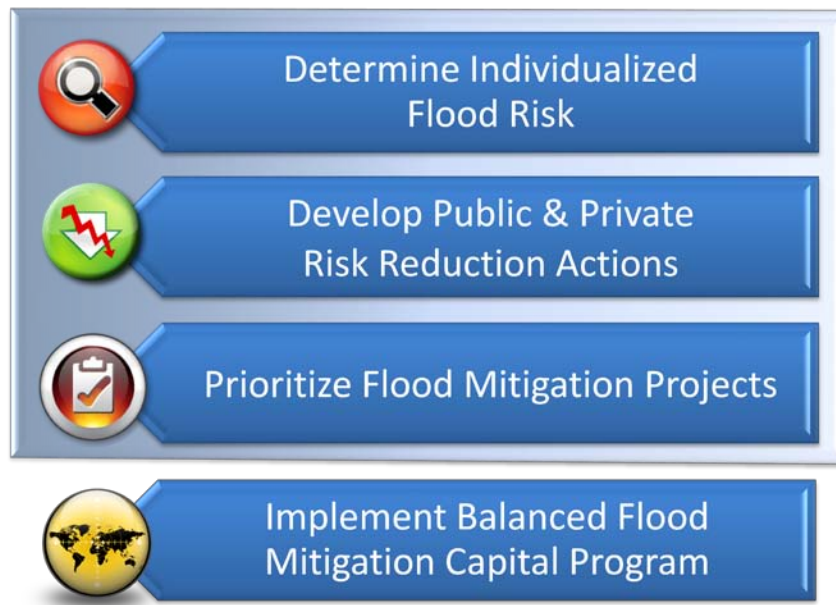 Determine Individualized
Flood Risk
Develop Public & Private
Risk Reduction Actions
Prioritize Flood Mitigation Projects
Implement Balanced Flood
Mitigation Capital Program